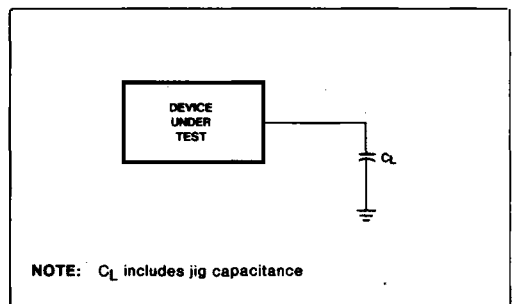 DEVICE
UNDER
TEST
CL
NOTE: CL includes jig capacitance